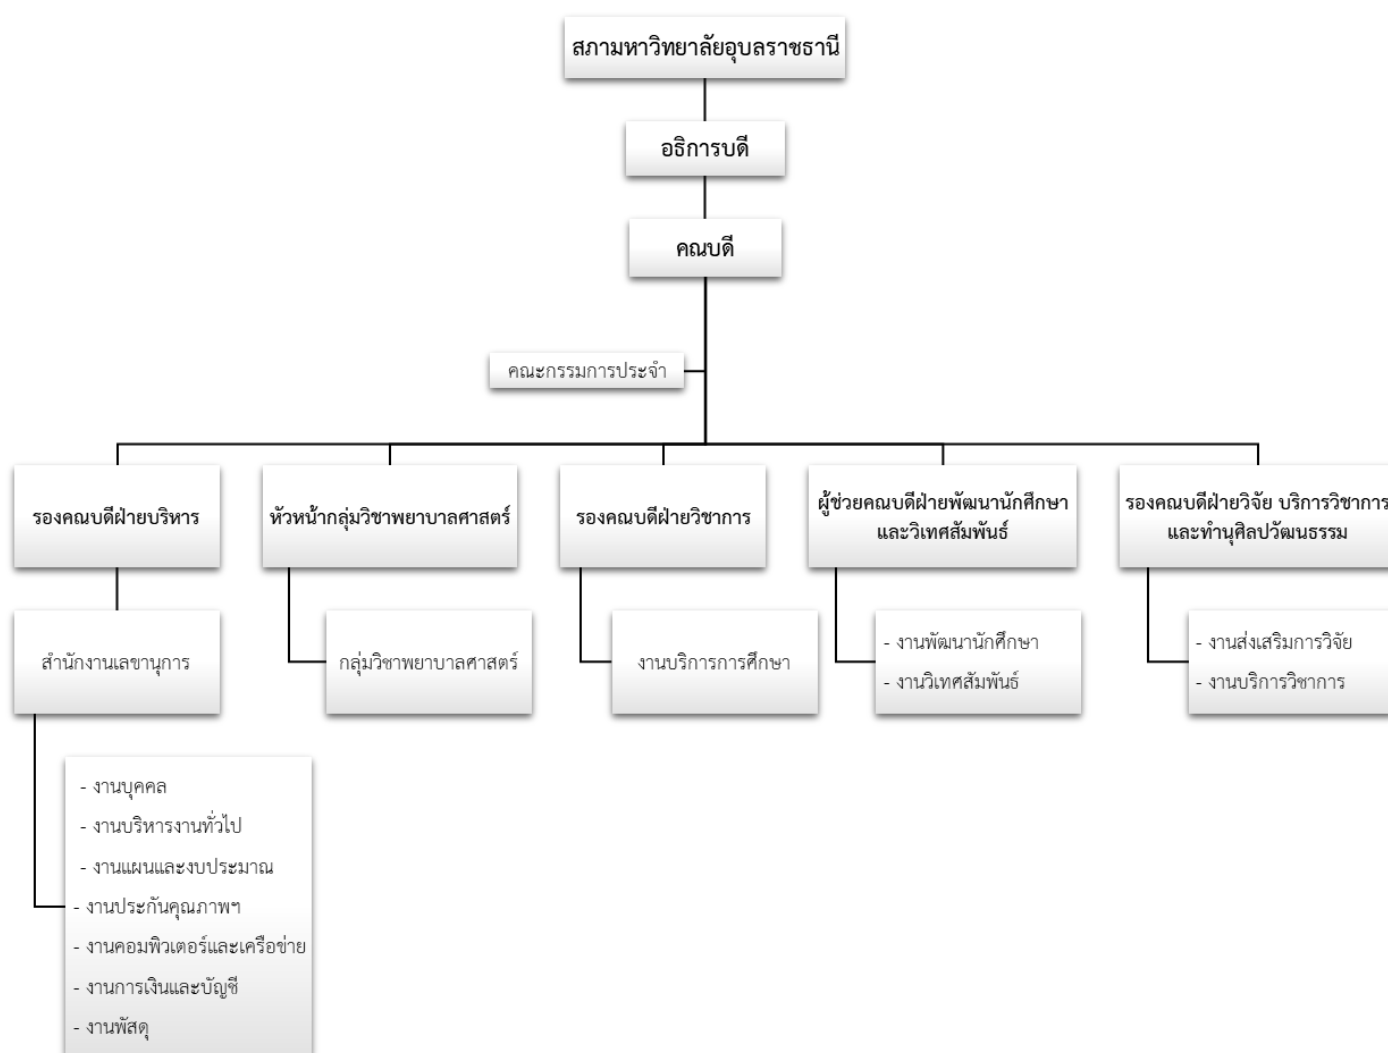 สภามหาวิทยาลัยอุบลราชธานี
อธิการบดี
คณบดี
คณะกรรมการประจำ
รองคณบดีฝ่ายบริหาร
หัวหน้ากลุ่มวิชาพยาบาลศาสตร์
รองคณบดีฝ่ายวิชาการ
ผู้ช่วยคณบดีฝ่ายพัฒนานักศึกษา
และวิเทศสัมพันธ์
รองคณบดีฝ่ายวิจัย บริการวิชาการ
และทำนุศิลปวัฒนธรรม
สำนักงานเลขานุการ
กลุ่มวิชาพยาบาลศาสตร์
งานบริการการศึกษา
- งานพัฒนานักศึกษา
- งานวิเทศสัมพันธ์
- งานส่งเสริมการวิจัย
- งานบริการวิชาการ
- งานบุคคล
- งานบริหารงานทั่วไป
- งานแผนและงบประมาณ
- งานประกันคุณภาพฯ
- งานคอมพิวเตอร์และเครือข่าย
- งานการเงินและบัญชี
- งานพัสดุ